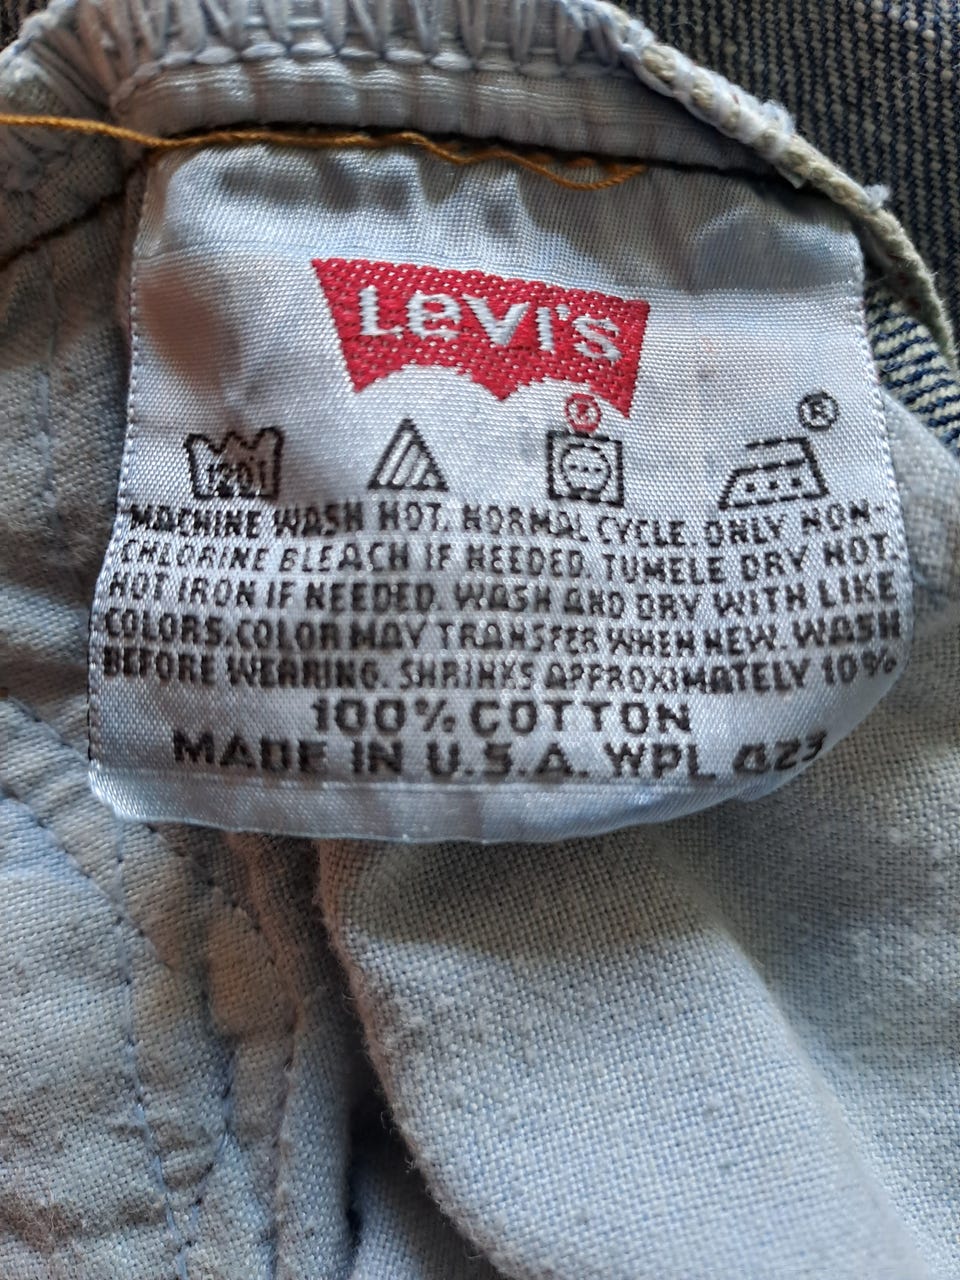 LEVI'S
®
®
120F
MACHINE WASH HOT. NORMAL CYCLE. ONLY NON-
CHLORINE BLEACH IF NEEDED. TUMBLE DRY HOT.
HOT IRON IF NEEDED. WASH AND DRY WITH LIKE
COLORS. COLOR MAY TRANSFER WHEN NEW. WASH
BEFORE WEARING. SHRINKS APPROXIMATELY 10%
100% COTTON
MADE IN U.S.A. WPL 423